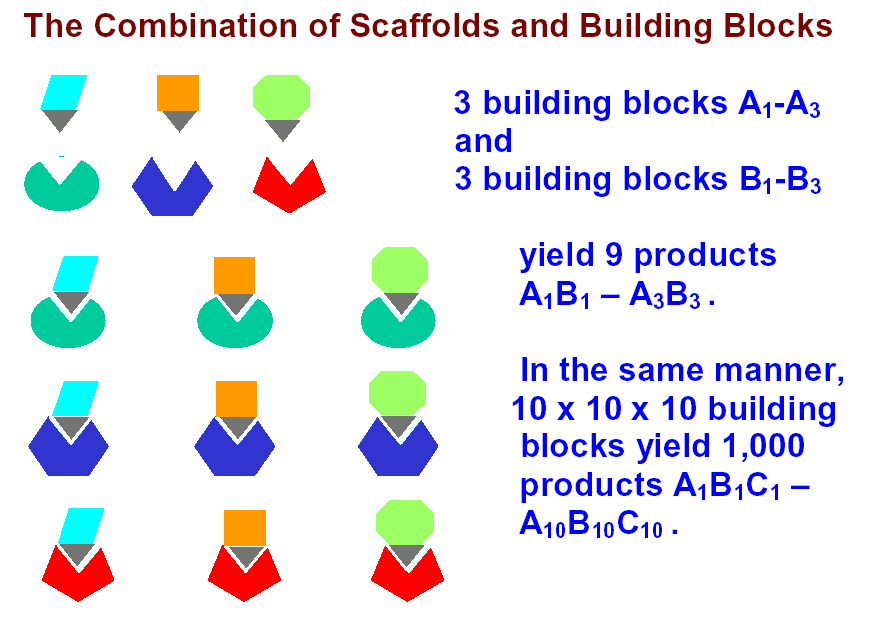 The Combination of Scaffolds and Building Blocks
3 building blocks A₁-A₃
and
3 building blocks B₁-B₃
yield 9 products
A₁B₁ – A₃B₃ .
In the same manner,
10 x 10 x 10 building
blocks yield 1,000
products A₁B₁C₁ –
A₁₀B₁₀C₁₀ .